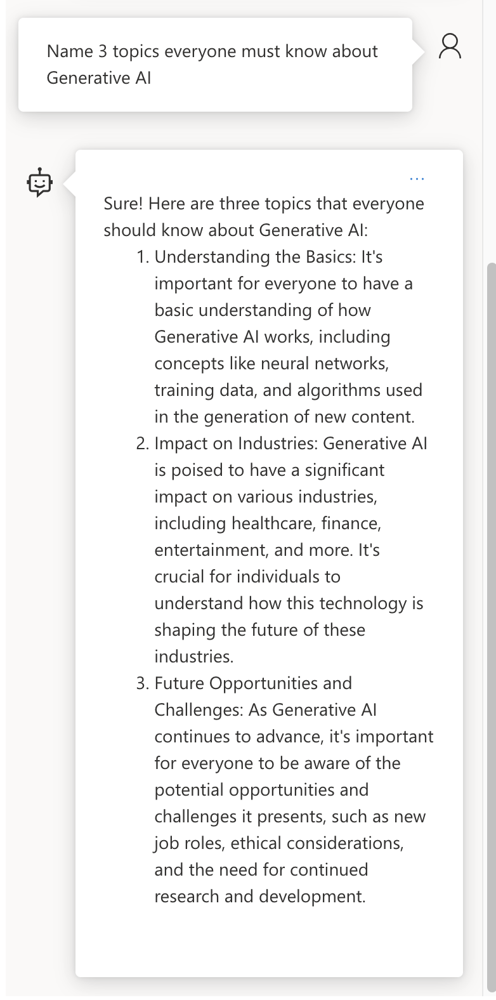 Name 3 topics everyone must know about
Generative AI
...
Sure! Here are three topics that everyone
should know about Generative AI:
1. Understanding the Basics: It's
important for everyone to have a
basic understanding of how
Generative AI works, including
concepts like neural networks,
training data, and algorithms used
in the generation of new content.
2. Impact on Industries: Generative AI
is poised to have a significant
impact on various industries,
including healthcare, finance,
entertainment, and more. It's
crucial for individuals to
understand how this technology is
shaping the future of these
industries.
3. Future Opportunities and
Challenges: As Generative AI
continues to advance, it's important
for everyone to be aware of the
potential opportunities and
challenges it presents, such as new
job roles, ethical considerations,
and the need for continued
research and development.